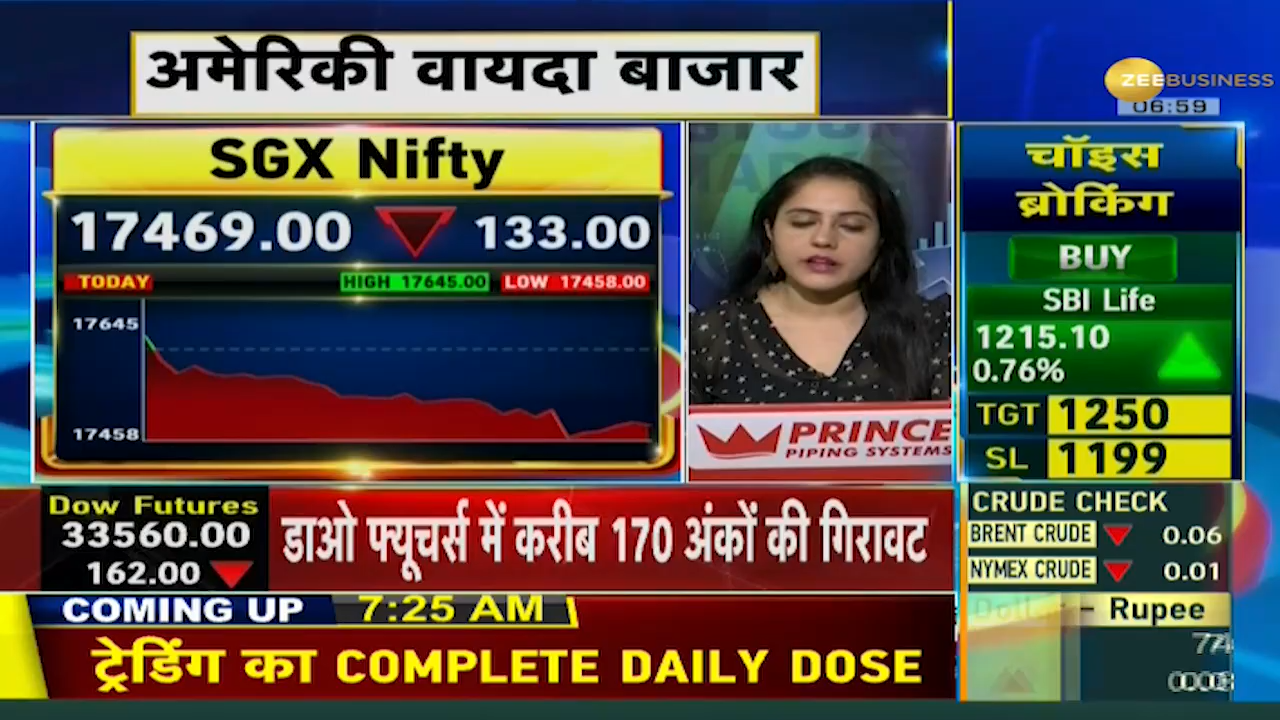 अमेरिकी वायदा बाजार
ZEEBUSINESS
06:59
SGX Nifty
17469.00 133.00
TODAY HIGH 17645.00 LOW 17458.00
17645
17458
PRINCE
PIPING SYSTEMS
चॉइस
ब्रोकिंग
BUY
SBI Life
1215.10
0.76%
TGT 1250
SL 1199
Dow Futures
33560.00
162.00
डाओ फ्यूचर्स में करीब 170 अंकों की गिरावट
CRUDE CHECK
BRENT CRUDE 0.06
NYMEX CRUDE 0.01
Rupee
COMING UP 7:25 AM
ट्रेडिंग का COMPLETE DAILY DOSE